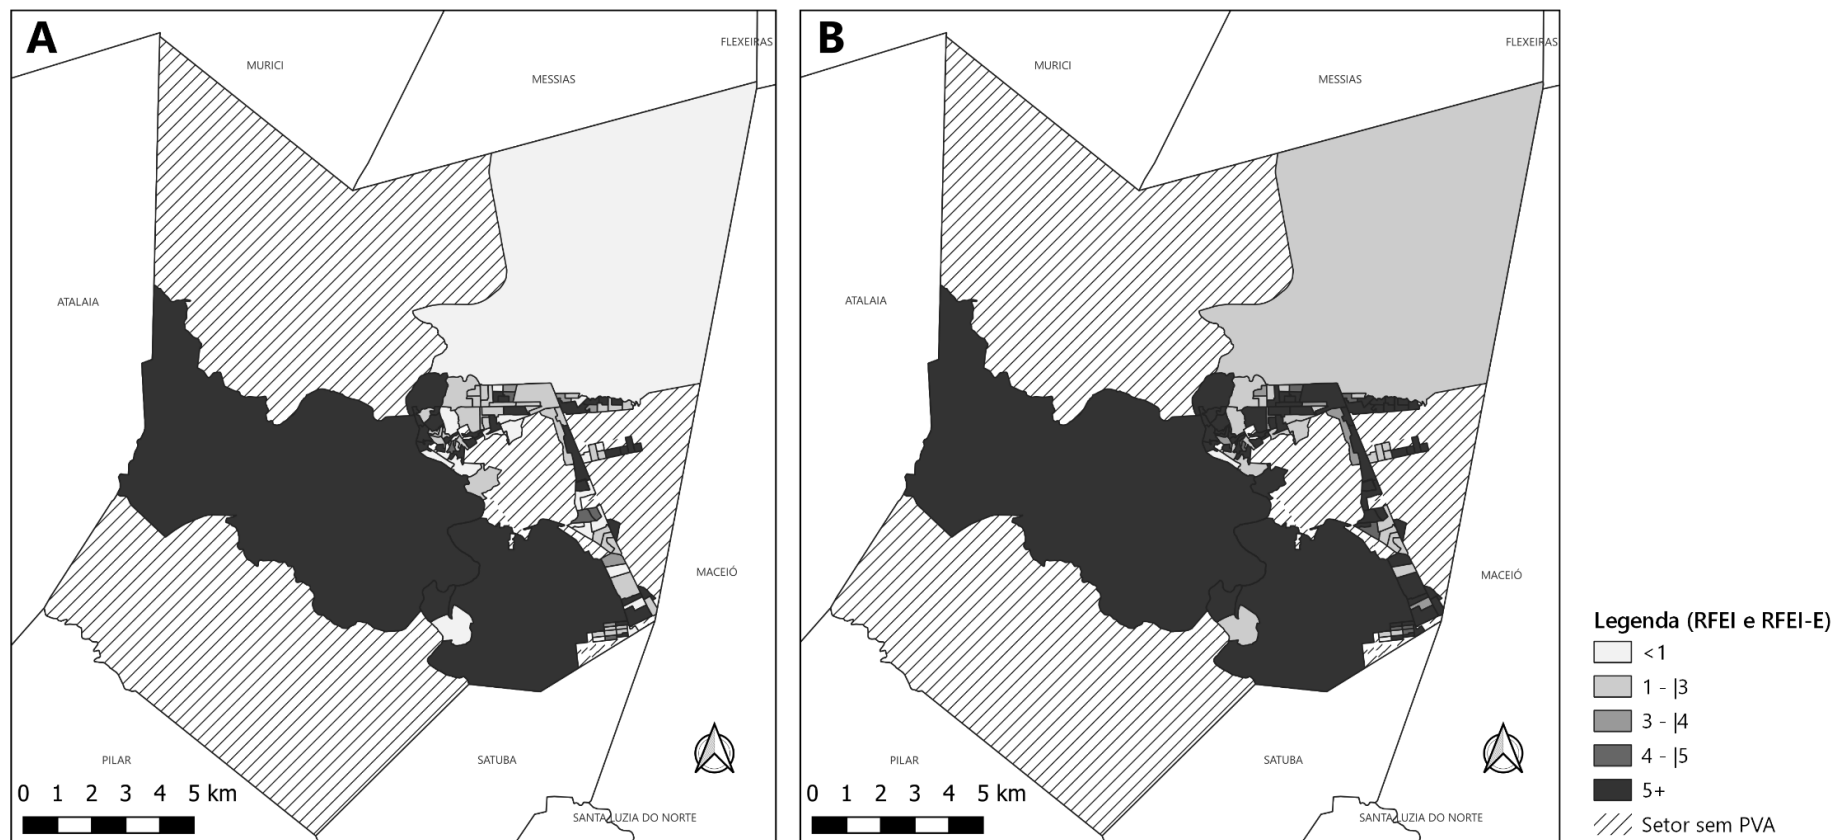 A
FLEXEIRAS
MURICI
MESSIAS
ATALAIA
MACEIÓ
PILAR
SATUBA
SANTA LUZIA DO NORTE
0 1 2 3 4 5 km
B
FLEXEIRAS
MURICI
MESSIAS
ATALAIA
MACEIÓ
PILAR
SATUBA
SANTA LUZIA DO NORTE
0 1 2 3 4 5 km
Legenda (RFEI e RFEI-E)
<1
1 - |3
3 - |4
4 - |5
5+
Setor sem PVA